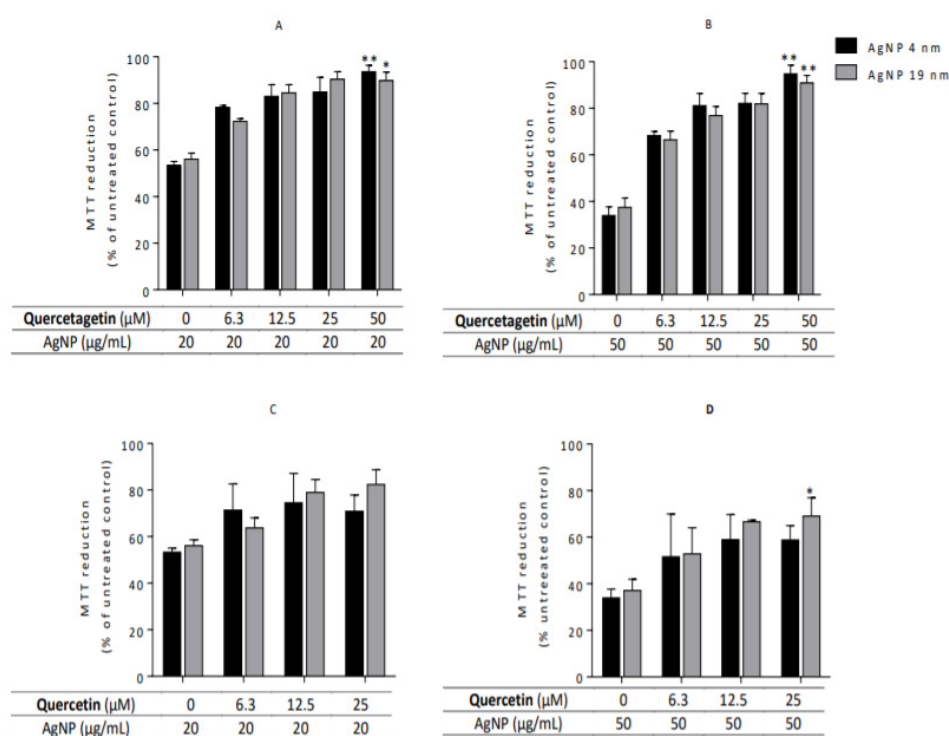 A
MTT reduction
(% of untreated control)
100
80
60
40
20
0
** *
Quercetagetin (μM) 0 6.3 12.5 25 50
AgNP (μg/mL) 20 20 20 20 20
B
AgNP 4 nm
AgNP 19 nm
MTT reduction
(% of untreated control)
100
80
60
40
20
0
** **
Quercetagetin (μM) 0 6.3 12.5 25 50
AgNP (μg/mL) 50 50 50 50 50
C
MTT reduction
(% of untreated control)
100
80
60
40
20
0
Quercetin (μM) 0 6.3 12.5 25
AgNP (μg/mL) 20 20 20 20
D
MTT reduction
(% untreeated control)
100
80
60
40
20
0
*
Quercetin (μM) 0 6.3 12.5 25
AgNP (μg/mL) 50 50 50 50